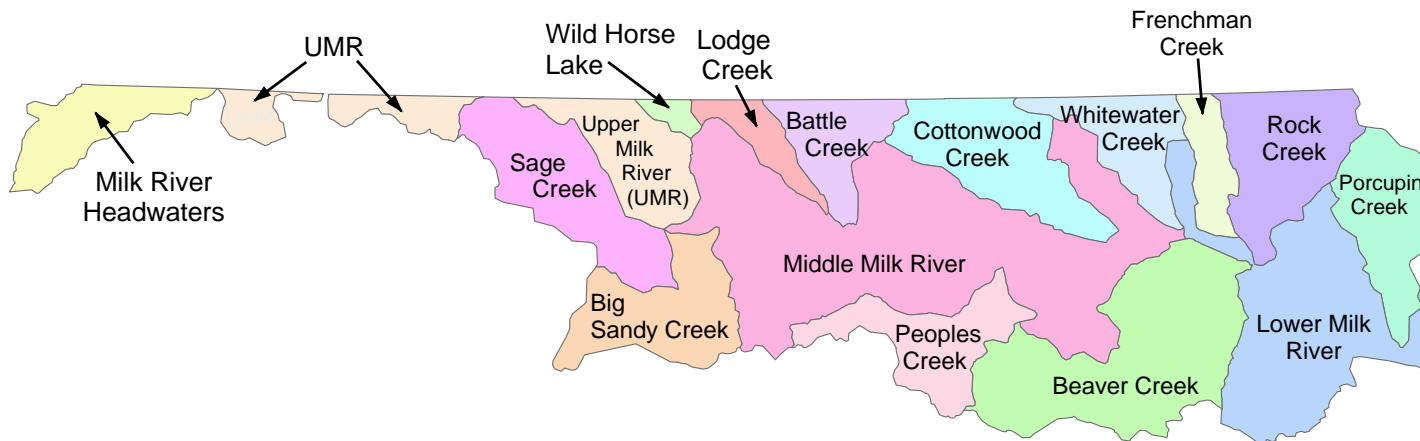 Frenchman
Creek
UMR
Wild Horse
Lake
Lodge
Creek
Upper
Milk
River
(UMR)
Battle
Creek
Cottonwood
Creek
Whitewater
Creek
Rock
Creek
Sage
Creek
Milk River
Headwaters
Porcupin
Creek
Middle Milk River
Big
Sandy Creek
Peoples
Creek
Lower Milk
River
Beaver Creek